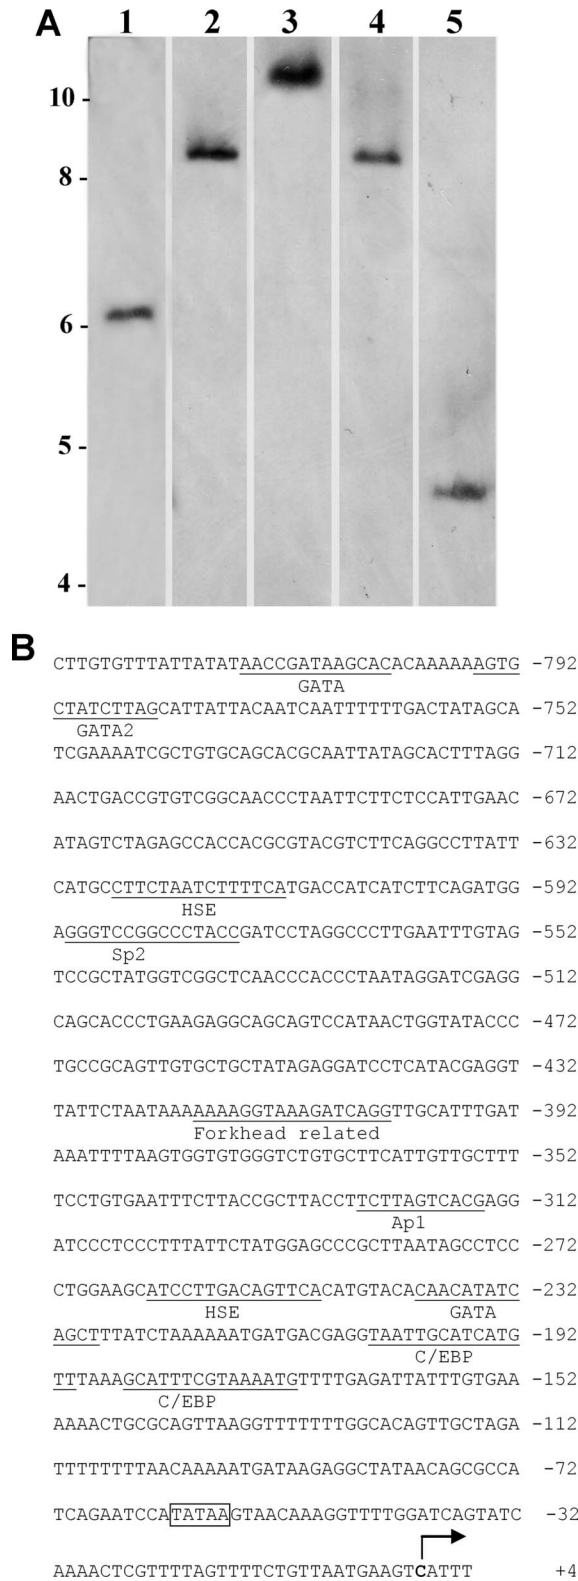 A 1 2 3 4 5
10 -
8 -
6 -
5 -
4 -
B CTTGTGTTTATTATATAACCGATAAGCACACAAAAAAGTG -792
GATA
CTATCTTAGCATTATTACAATCAATTTTTTGACTATAGCA -752
GATA2
TCGAAAATCGCTGTGCAGCACGCAATTATAGCACTTTAGG -712
AACTGACCGTGTCGGCAACCCTAATTCTTCTCCATTGAAC -672
ATAGTCTAGAGCCACCACGCGTACGTCTTCAGGCCTTATT -632
CATGCCTTCTAATCTTTTCATGACCATCATCTTCAGATGG -592
HSE
AGGGTCCGGCCCTACCGATCCTAGGCCCTTGAATTTGTAG -552
Sp2
TCCGCTATGGTCGGCTCAACCCACCCTAATAGGATCGAGG -512
CAGCACCCTGAAGAGGCAGCAGTCCATAACTGGTATACCC -472
TGCCGCAGTTGTGCTGCTATAGAGGATCCTCATACGAGGT -432
TATTCTAATAAAAAAAGGTAAAGATCAGGTTGCATTTGAT -392
Forkhead related
AAATTTTAAGTGGTGTGGGTCTGTGCTTCATTGTTGCTTT -352
TCCTGTGAATTTCTTACCGCTTACCTTCTTAGTCACGAGG -312
Ap1
ATCCCTCCCTTTATTCTATGGAGCCCGCTTAATAGCCTCC -272
CTGGAAGCATCCTTGACAGTTCACATGTACACAACATATC -232
HSE GATA
AGCTTTATCTAAAAAATGATGACGAGGTAATTGCATCATG -192
C/EBP
TTTAAAGCATTTCGTAAAATGTTTTGAGATTATTTGTGAA -152
C/EBP
AAAACTGCGCAGTTAAGGTTTTTTTGGCACAGTTGCTAGA -112
TTTTTTTTAACAAAAATGATAAGAGGCTATAACAGCGCCA -72
TCAGAATCCATATAAGTAACAAAGGTTTTGGATCAGTATC -32
AAAACTCGTTTTAGTTTTCTGTTAATGAAGTCATTT +4